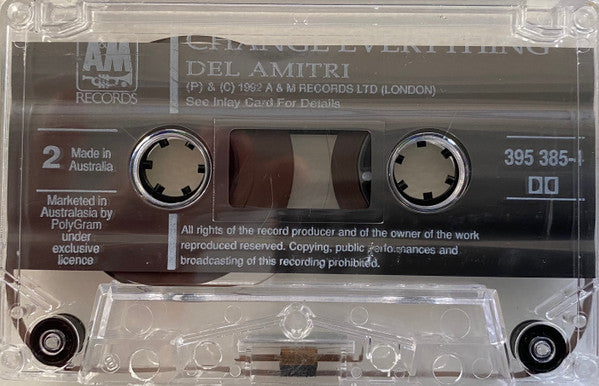 CHANGE EVERYTHING
A&M
RECORDS
DEL AMITRI
(P) & (C) 1992 A & M RECORDS LTD (LONDON)
See Inlay Card For Details
2 Made in
Australia
395 385-4
Marketed in
Australasia by
PolyGram
under
exclusive
licence
All rights of the record producer and of the owner of the work
reproduced reserved. Copying, public performances and
broadcasting of this recording prohibited.